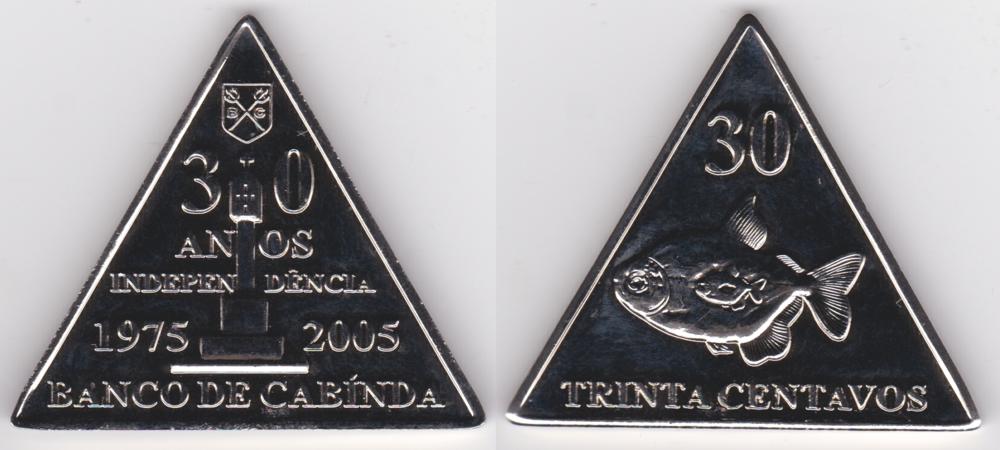 B C
30
ANOS
INDEPENDÊNCIA
1975 2005
BANCO DE CABÍNDA
30
TRINTA CENTAVOS